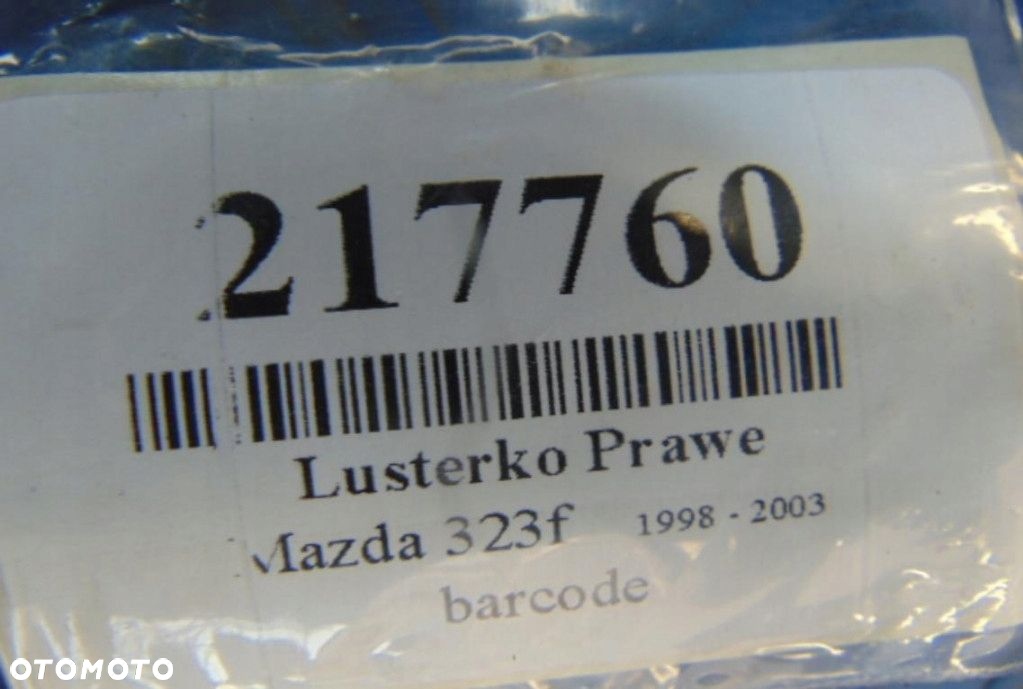 217760
Lusterko Prawe
Mazda 323f 1998 - 2003
barcode
OTOMOTO